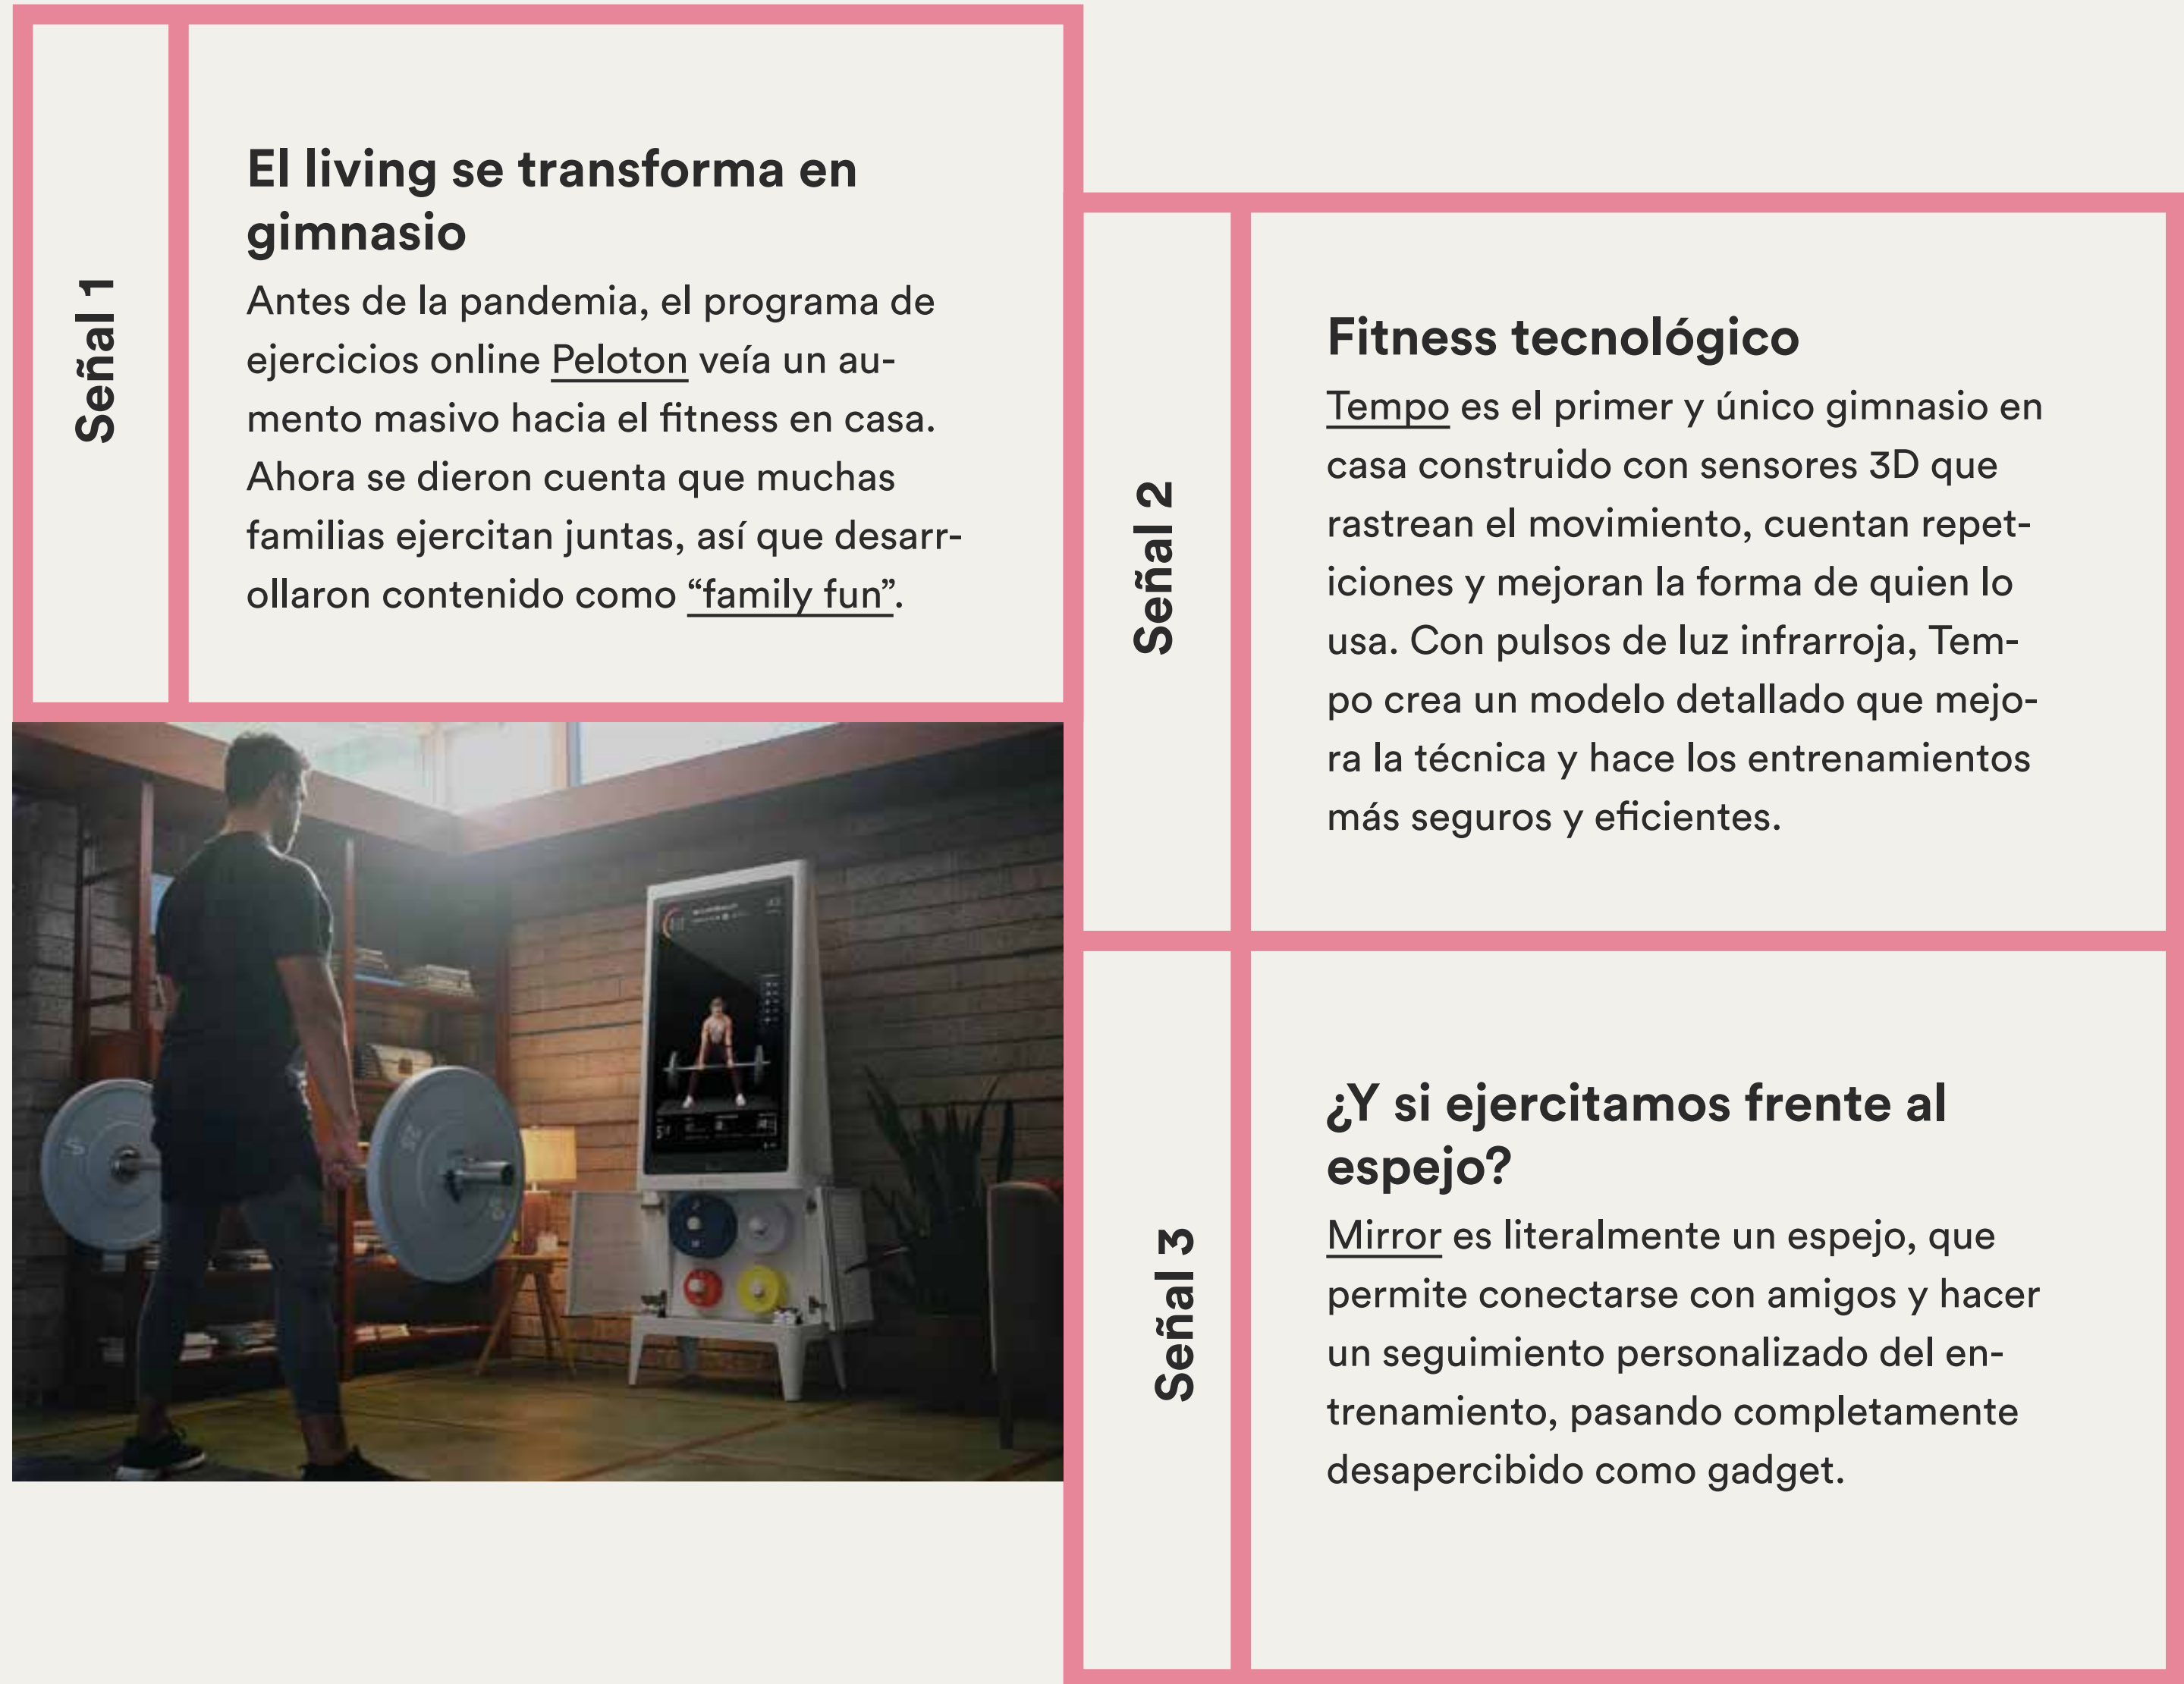 Señal 1
El living se transforma en
gimnasio
Antes de la pandemia, el programa de
ejercicios online Peloton veía un au-
mento masivo hacia el fitness en casa.
Ahora se dieron cuenta que muchas
familias ejercitan juntas, así que desarr-
ollaron contenido como “family fun”.
Señal 2
Fitness tecnológico
Tempo es el primer y único gimnasio en
casa construido con sensores 3D que
rastrean el movimiento, cuentan repet-
iciones y mejoran la forma de quien lo
usa. Con pulsos de luz infrarroja, Tem-
po crea un modelo detallado que mejo-
ra la técnica y hace los entrenamientos
más seguros y eficientes.
Señal 3
¿Y si ejercitamos frente al
espejo?
Mirror es literalmente un espejo, que
permite conectarse con amigos y hacer
un seguimiento personalizado del en-
trenamiento, pasando completamente
desapercibido como gadget.